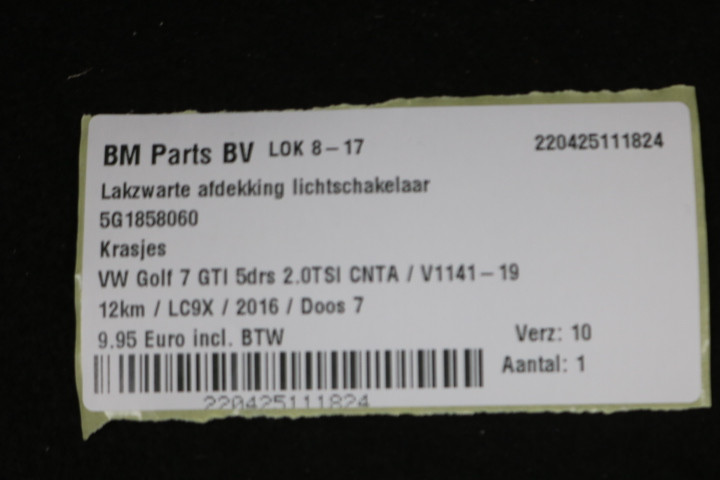 BM Parts BV LOK 8-17 220425111824
Lakzwarte afdekking lichtschakelaar
5G1858060
Krasjes
VW Golf 7 GTI 5drs 2.0TSI CNTA / V1141-19
12km / LC9X / 2016 / Doos 7
9.95 Euro incl. BTW Verz: 10
Aantal: 1
220425111824